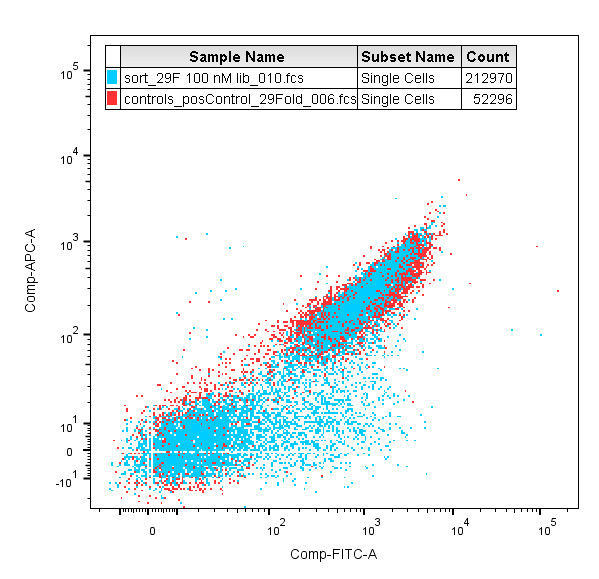 Sample Name Subset Name Count
sort_29F 100 nM lib_010.fcs Single Cells 212970
controls_posControl_29Fold_006.fcs Single Cells 52296
10^5
10^4
10^3
10^2
10^1
0
-10^1
Comp-APC-A
0 10^2 10^3 10^4 10^5
Comp-FITC-A